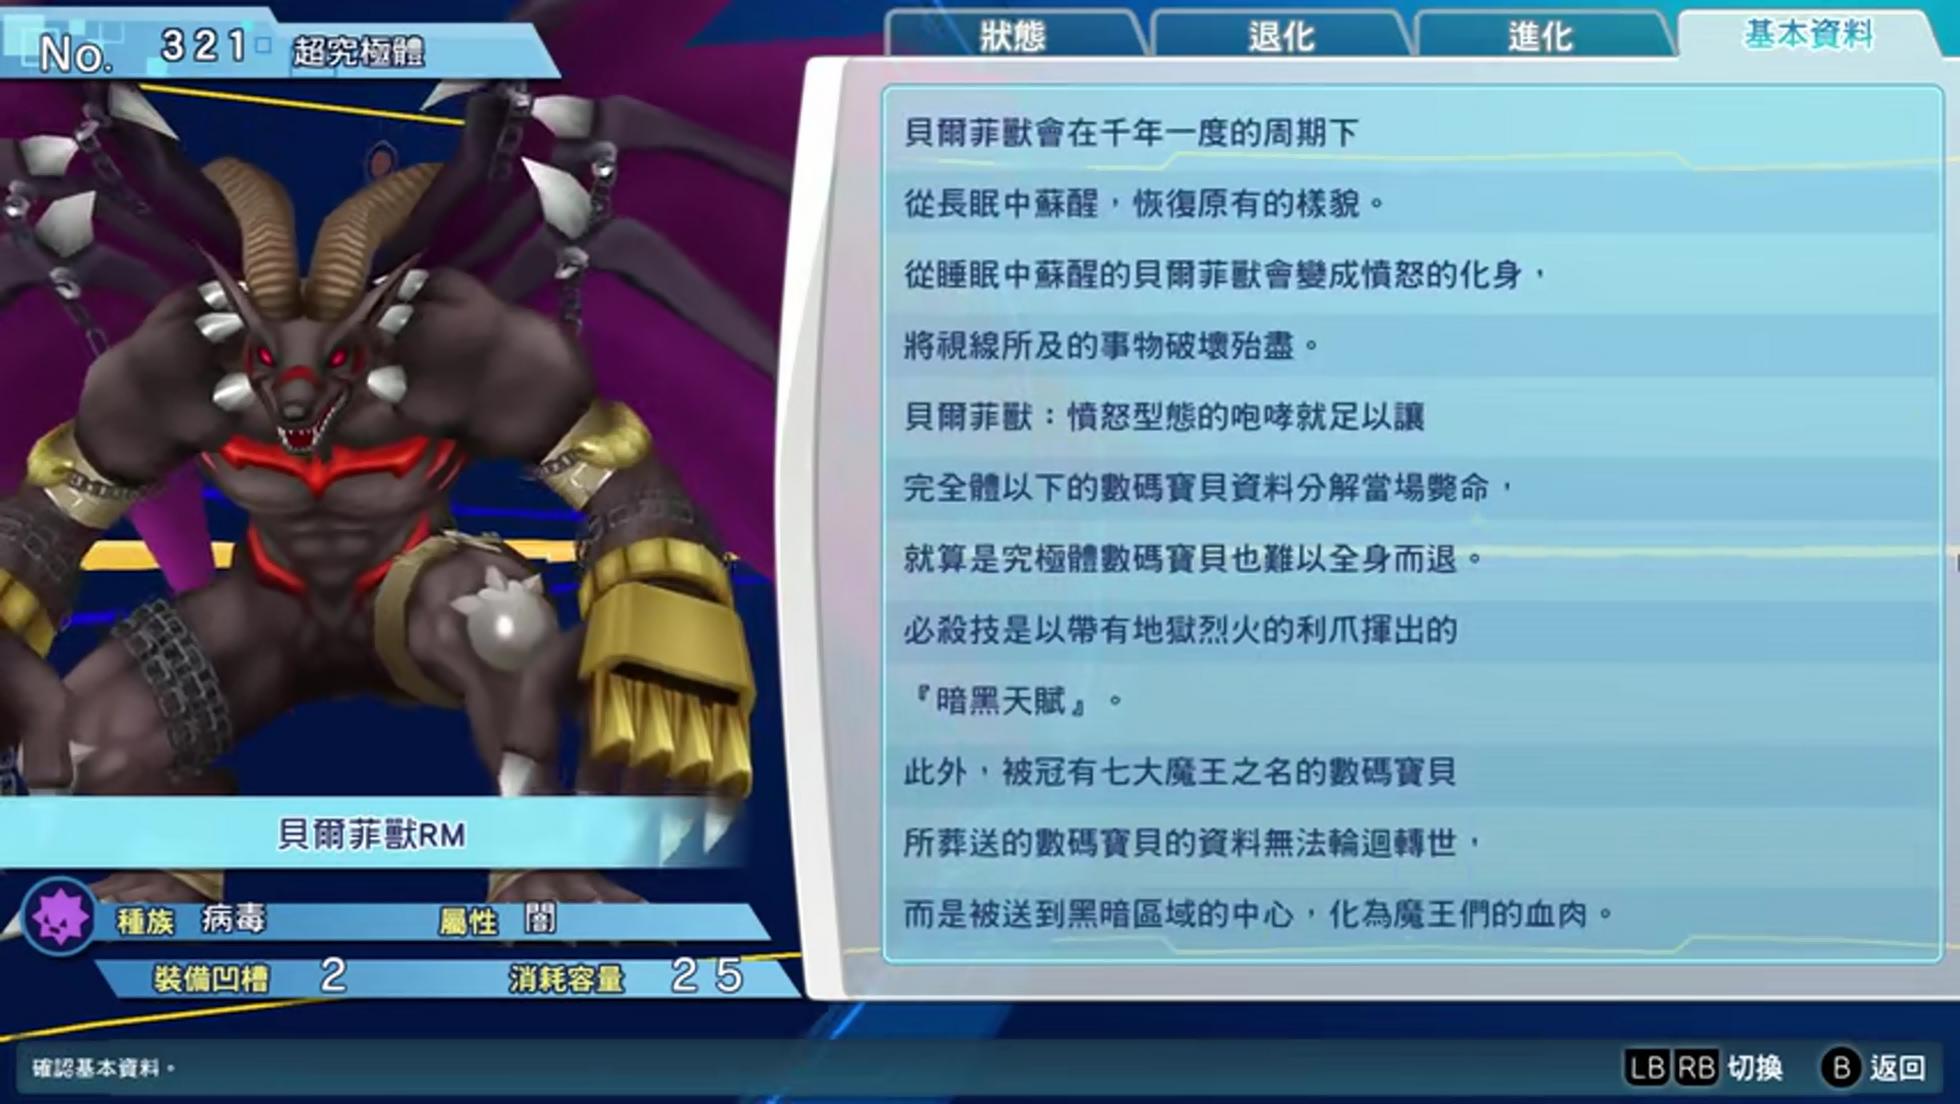 No. 321 超究極體
狀態 退化 進化 基本資料
貝爾菲獸會在千年一度的周期下
從長眠中蘇醒，恢復原有的樣貌。
從睡眠中蘇醒的貝爾菲獸會變成憤怒的化身，
將視線所及的事物破壞殆盡。
貝爾菲獸：憤怒型態的咆哮就足以讓
完全體以下的數碼寶貝資料分解當場斃命，
就算是究極體數碼寶貝也難以全身而退。
必殺技是以帶有地獄烈火的利爪揮出的
『暗黑天賦』。
此外，被冠有七大魔王之名的數碼寶貝
所葬送的數碼寶貝的資料無法輪迴轉世，
而是被送到黑暗區域的中心，化為魔王們的血肉。
貝爾菲獸RM
種族 病毒 屬性 闇
裝備凹槽 2 消耗容量 25
確認基本資料。
LB RB 切換 B 返回